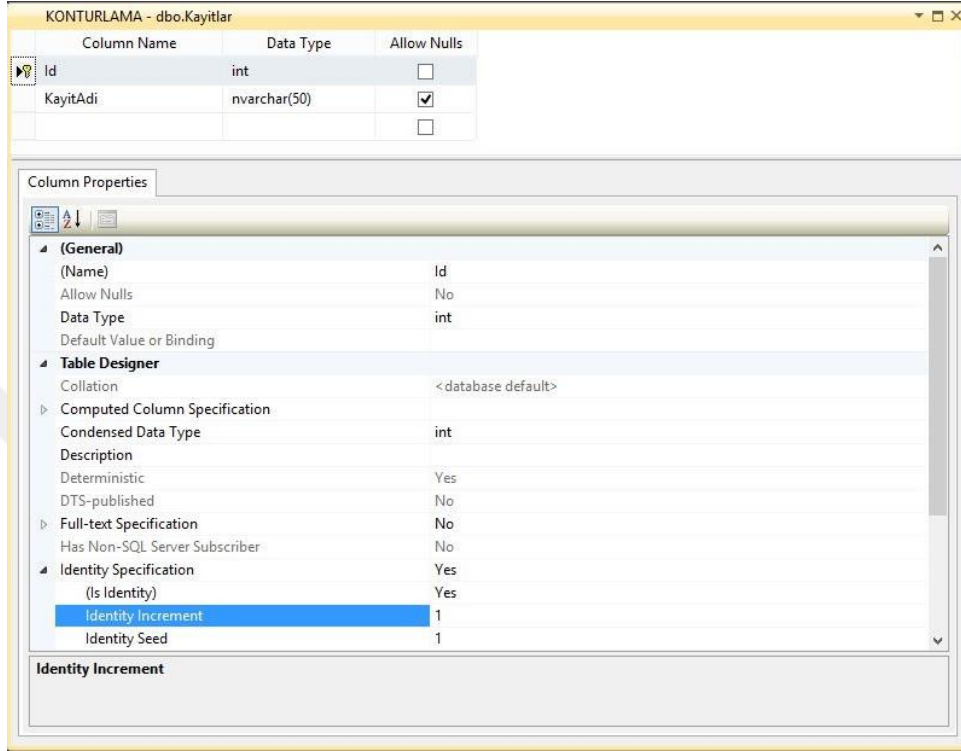 KONTURLAMA - dbo.Kayitlar
Column Name Data Type Allow Nulls
Id int
KayitAdi nvarchar(50)
Column Properties
(General)
(Name) Id
Allow Nulls No
Data Type int
Default Value or Binding
Table Designer
Collation <database default>
Computed Column Specification
Condensed Data Type int
Description
Deterministic Yes
DTS-published No
Full-text Specification No
Has Non-SQL Server Subscriber No
Identity Specification Yes
(Is Identity) Yes
Identity Increment 1
Identity Seed 1
Identity Increment